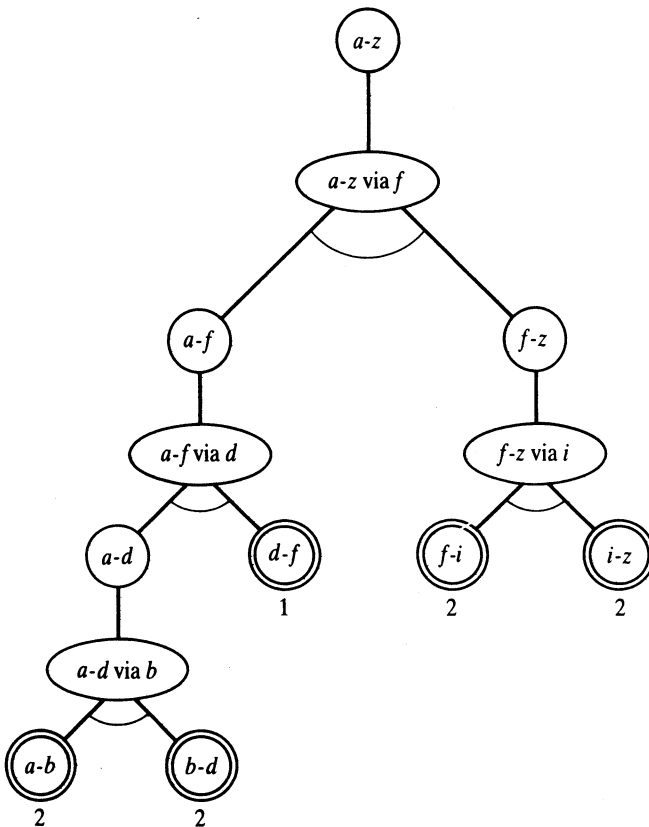 a-z
a-z via f
a-f f-z
a-f via d f-z via i
a-d d-f f-i i-z
1 2 2
a-d via b
a-b b-d
2 2